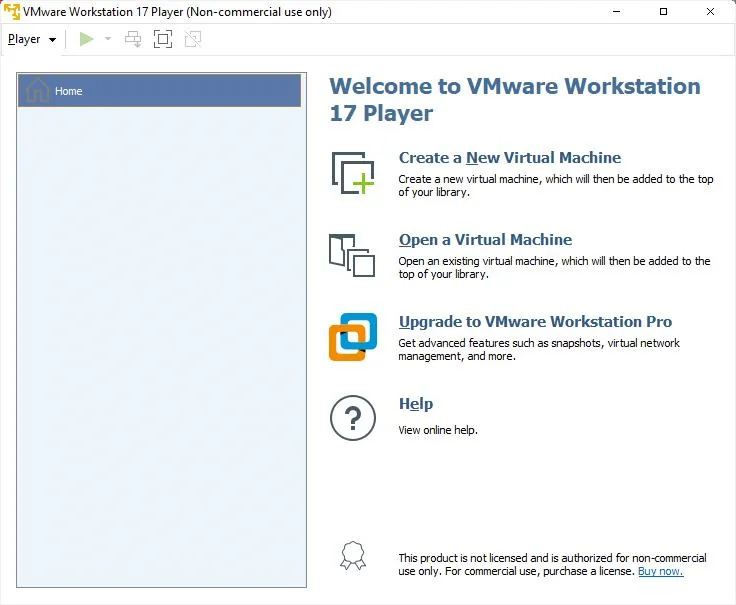 VMware Workstation 17 Player (Non-commercial use only)
Player
Home
Welcome to VMware Workstation
17 Player
Create a New Virtual Machine
Create a new virtual machine, which will then be added to the top
of your library.
Open a Virtual Machine
Open an existing virtual machine, which will then be added to the
top of your library.
Upgrade to VMware Workstation Pro
Get advanced features such as snapshots, virtual network
management, and more.
?
Help
View online help.
This product is not licensed and is authorized for non-commercial
use only. For commercial use, purchase a license. Buy now.